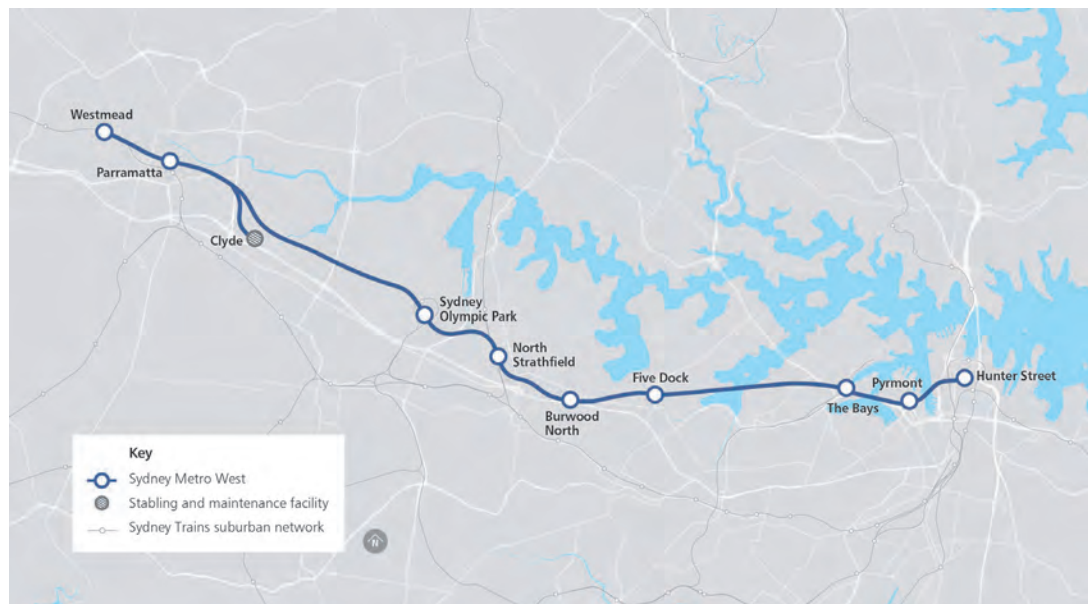 Westmead
Parramatta
Clyde
Sydney
Olympic Park
North
Strathfield
Five Dock
Burwood
North
The Bays
Pyrmont
Hunter Street
Key
Sydney Metro West
Stabling and maintenance facility
Sydney Trains suburban network
N